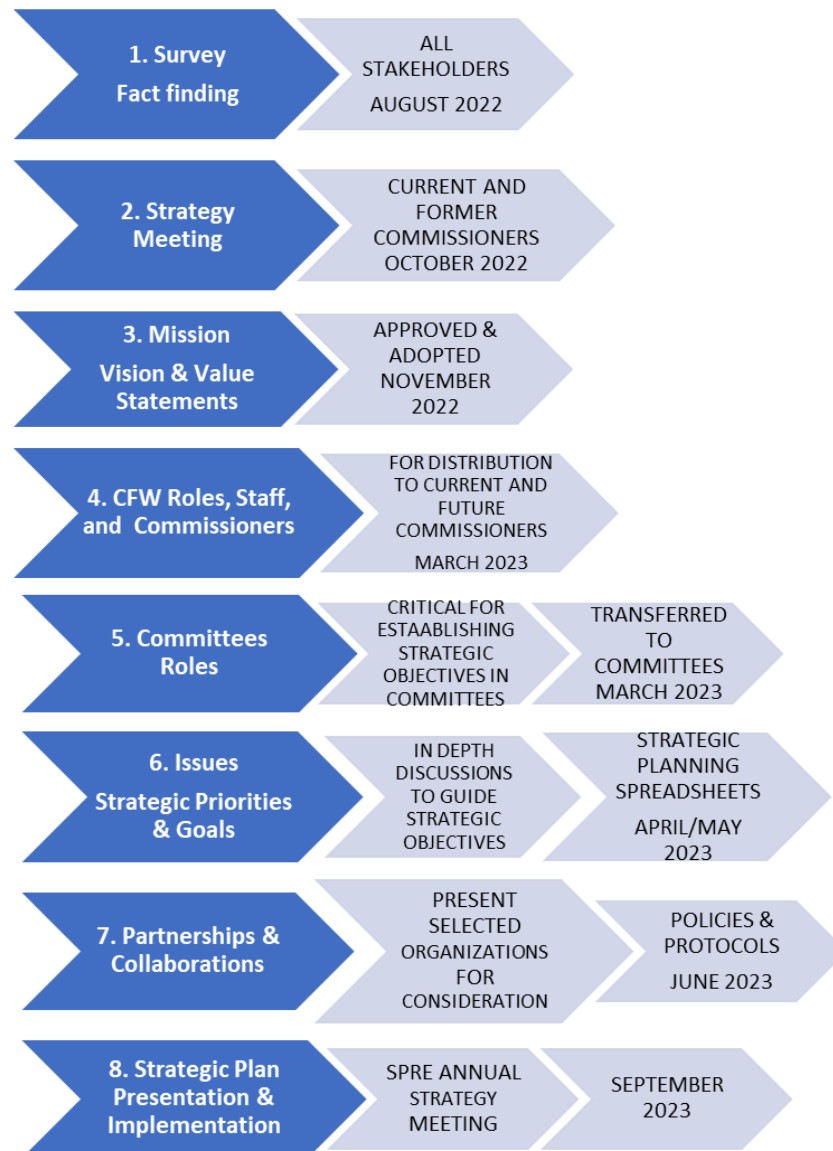 1. Survey
Fact finding
ALL
STAKEHOLDERS
AUGUST 2022
2. Strategy
Meeting
CURRENT AND
FORMER
COMMISSIONERS
OCTOBER 2022
3. Mission
Vision & Value
Statements
APPROVED &
ADOPTED
NOVEMBER
2022
4. CFW Roles, Staff,
and Commissioners
FOR DISTRIBUTION
TO CURRENT AND
FUTURE
COMMISSIONERS
MARCH 2023
5. Committees
Roles
CRITICAL FOR
ESTAABLISHING
STRATEGIC
OBJECTIVES IN
COMMITTEES
TRANSFERRED
TO
COMMITTEES
MARCH 2023
6. Issues
Strategic Priorities
& Goals
IN DEPTH
DISCUSSIONS
TO GUIDE
STRATEGIC
OBJECTIVES
STRATEGIC
PLANNING
SPREADSHEETS
APRIL/MAY
2023
7. Partnerships &
Collaborations
PRESENT
SELECTED
ORGANIZATIONS
FOR
CONSIDERATION
POLICIES &
PROTOCOLS
JUNE 2023
8. Strategic Plan
Presentation &
Implementation
SPRE ANNUAL
STRATEGY
MEETING
SEPTEMBER
2023